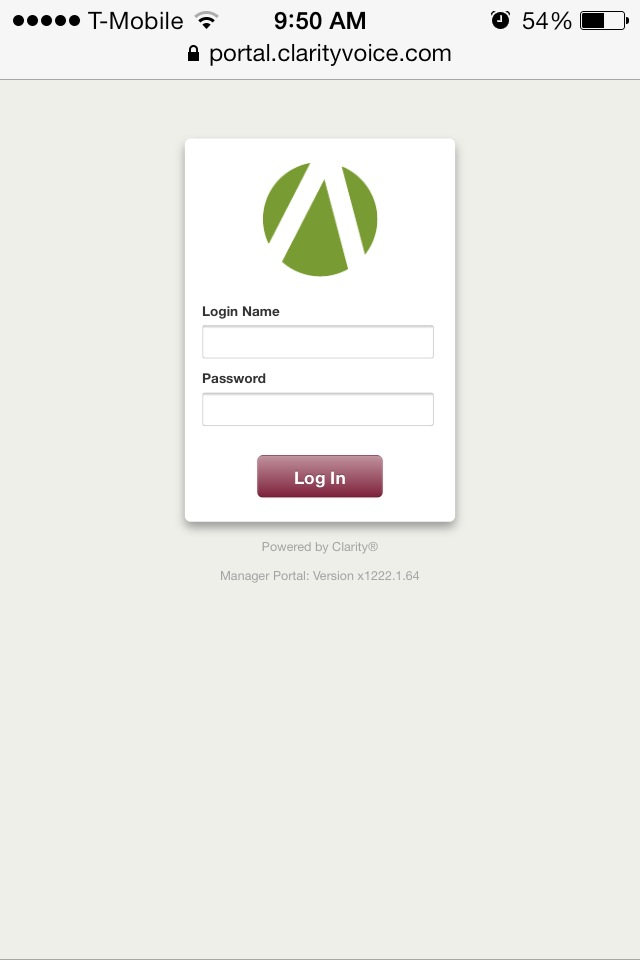 T-Mobile 9:50 AM 54%
portal.clarityvoice.com
Login Name
Password
Log In
Powered by Clarity®
Manager Portal: Version x1222.1.64